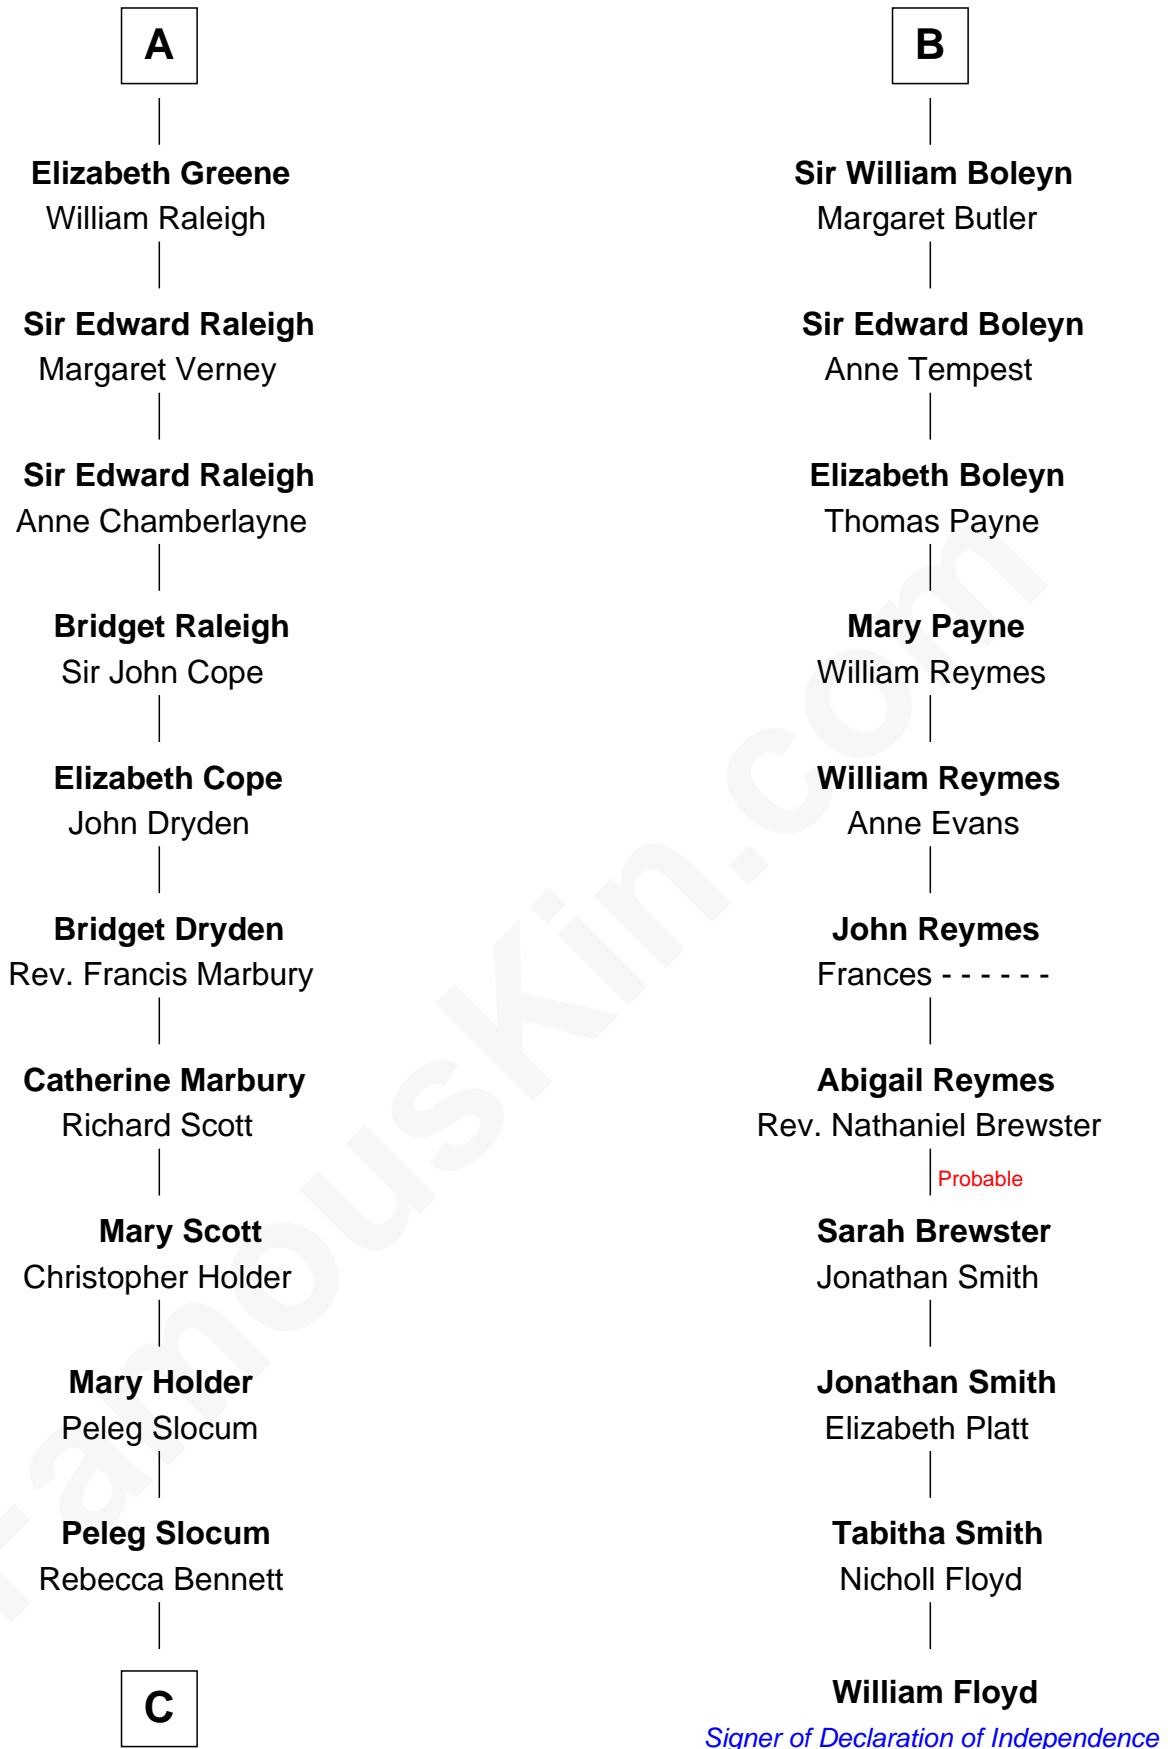 A
Elizabeth Greene
William Raleigh
Sir Edward Raleigh
Margaret Verney
Sir Edward Raleigh
Anne Chamberlayne
Bridget Raleigh
Sir John Cope
Elizabeth Cope
John Dryden
Bridget Dryden
Rev. Francis Marbury
Catherine Marbury
Richard Scott
Mary Scott
Christopher Holder
Mary Holder
Peleg Slocum
Peleg Slocum
Rebecca Bennett
C
B
Sir William Boleyn
Margaret Butler
Sir Edward Boleyn
Anne Tempest
Elizabeth Boleyn
Thomas Payne
Mary Payne
William Reymes
William Reymes
Anne Evans
John Reymes
Frances - - - - - -
Abigail Reymes
Rev. Nathaniel Brewster
Probable
Sarah Brewster
Jonathan Smith
Jonathan Smith
Elizabeth Platt
Tabitha Smith
Nicholl Floyd
William Floyd
Signer of Declaration of Independence
FamousKin.com